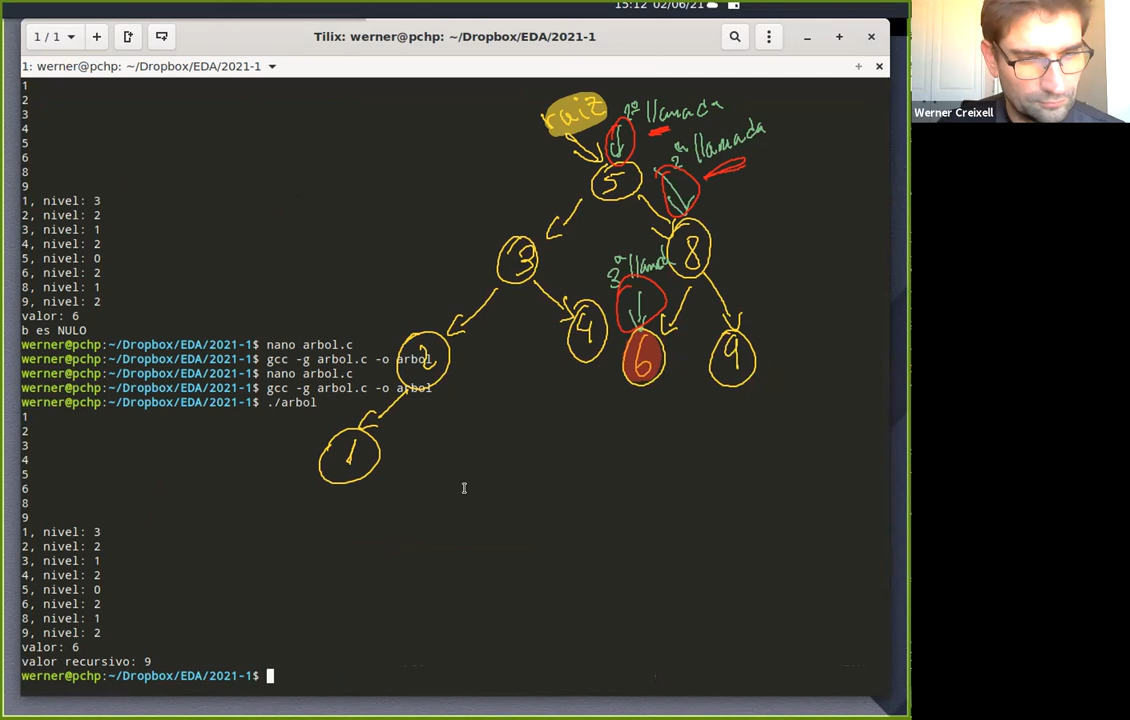 15:12 02/06/21
1 / 1
Tilix: werner@pchp: ~/Dropbox/EDA/2021-1
1: werner@pchp: ~/Dropbox/EDA/2021-1
Werner Creixell
1
2
3
4
5
6
8
9
1, nivel: 3
2, nivel: 2
3, nivel: 1
4, nivel: 2
5, nivel: 0
6, nivel: 2
8, nivel: 1
9, nivel: 2
valor: 6
b es NULO
werner@pchp:~/Dropbox/EDA/2021-1$ nano arbol.c
werner@pchp:~/Dropbox/EDA/2021-1$ gcc -g arbol.c -o arbol
werner@pchp:~/Dropbox/EDA/2021-1$ nano arbol.c
werner@pchp:~/Dropbox/EDA/2021-1$ gcc -g arbol.c -o arbol
werner@pchp:~/Dropbox/EDA/2021-1$ ./arbol
1
2
3
4
5
6
8
9
1, nivel: 3
2, nivel: 2
3, nivel: 1
4, nivel: 2
5, nivel: 0
6, nivel: 2
8, nivel: 1
9, nivel: 2
valor: 6
valor recursivo: 9
werner@pchp:~/Dropbox/EDA/2021-1$
raiz
1ª llamada
2ª llamada
5
3
8
3ª llamad
2
4
6
9
1